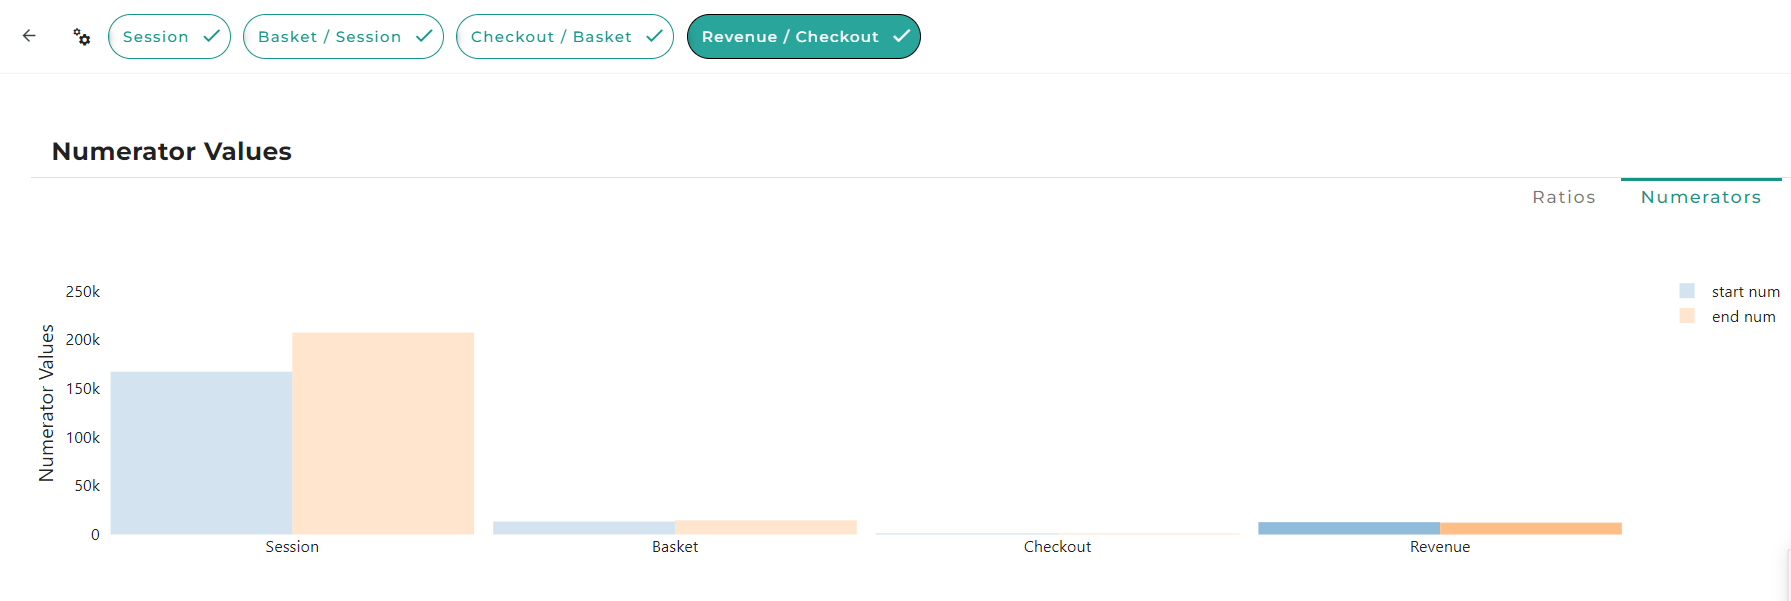 Session
Basket / Session
Checkout / Basket
Revenue / Checkout
Numerator Values
Ratios
Numerators
250k
200k
150k
100k
50k
0
Numerator Values
Session
Basket
Checkout
Revenue
start num
end num